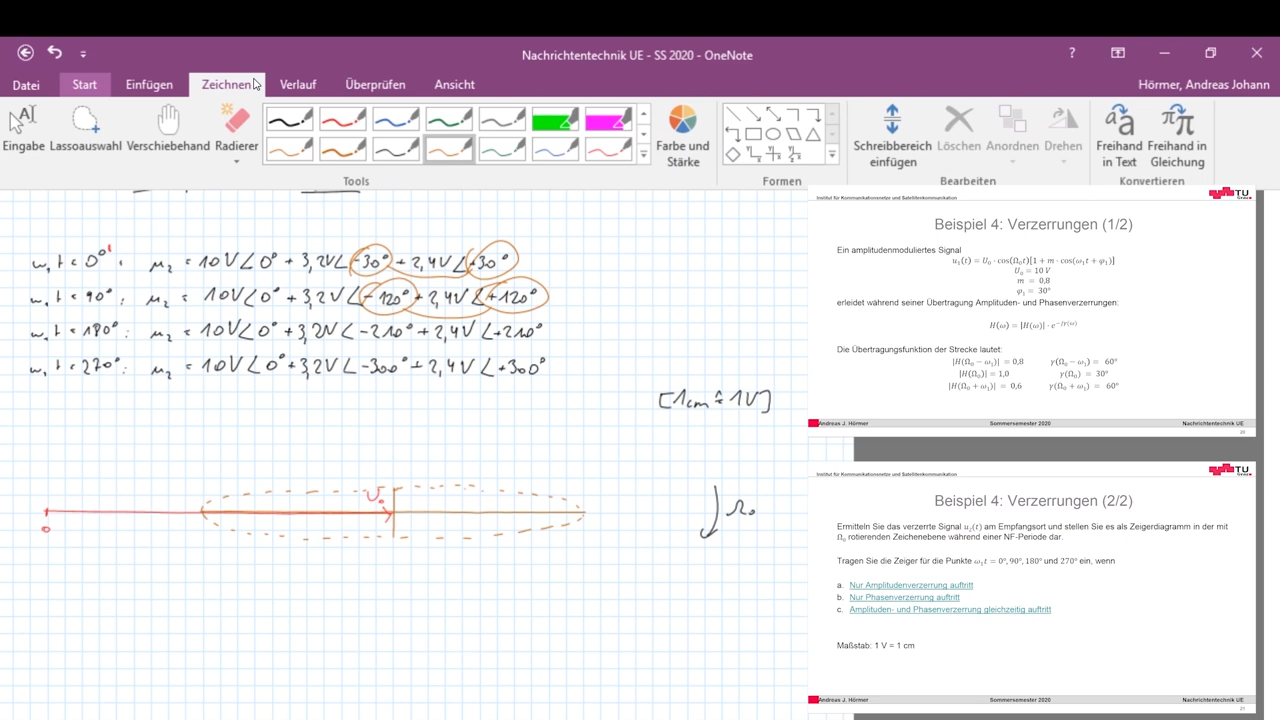 Nachrichtentechnik UE - SS 2020 - OneNote
?
Datei Start Einfügen Zeichnen Verlauf Überprüfen Ansicht
Hörmer, Andreas Johann
Eingabe Lassoauswahl Verschiebehand Radierer
Farbe und Stärke
Schreibbereich einfügen
Löschen Anordnen Drehen
Freihand in Text
Freihand in Gleichung
Tools Formen Bearbeiten Konvertieren
ω₁t = 0°: u₂ = 10V∠0° + 3,2V∠-30° + 2,4V∠+30°
ω₁t = 90°: u₂ = 10V∠0° + 3,2V∠-120° + 2,4V∠+120°
ω₁t = 180°: u₂ = 10V∠0° + 3,2V∠-210° + 2,4V∠+210°
ω₁t = 270°: u₂ = 10V∠0° + 3,2V∠-300° + 2,4V∠+300°
[1cm ≙ 1V]
U₀
0
Ω₀
Institut für Kommunikationsnetze und Satellitenkommunikation
TU
Graz
Beispiel 4: Verzerrungen (1/2)
Ein amplitudenmoduliertes Signal
u₁(t) = U₀ · cos(Ω₀t)[1 + m · cos(ω₁t + φ₁)]
U₀ = 10 V
m = 0,8
φ₁ = 30°
erleidet während seiner Übertragung Amplituden- und Phasenverzerrungen:
H(ω) = |H(ω)| · e^{-jγ(ω)}
Die Übertragungsfunktion der Strecke lautet:
|H(Ω₀ − ω₁)| = 0,8 γ(Ω₀ − ω₁) = 60°
|H(Ω₀)| = 1,0 γ(Ω₀) = 30°
|H(Ω₀ + ω₁)| = 0,6 γ(Ω₀ + ω₁) = 60°
Andreas J. Hörmer Sommersemester 2020 Nachrichtentechnik UE
20
Institut für Kommunikationsnetze und Satellitenkommunikation
TU
Graz
Beispiel 4: Verzerrungen (2/2)
Ermitteln Sie das verzerrte Signal u₂(t) am Empfangsort und stellen Sie es als Zeigerdiagramm in der mit
Ω₀ rotierenden Zeichenebene während einer NF-Periode dar.
Tragen Sie die Zeiger für die Punkte ω₁t = 0°, 90°, 180° und 270° ein, wenn
a. Nur Amplitudenverzerrung auftritt
b. Nur Phasenverzerrung auftritt
c. Amplituden- und Phasenverzerrung gleichzeitig auftritt
Maßstab: 1 V = 1 cm
Andreas J. Hörmer Sommersemester 2020 Nachrichtentechnik UE
21